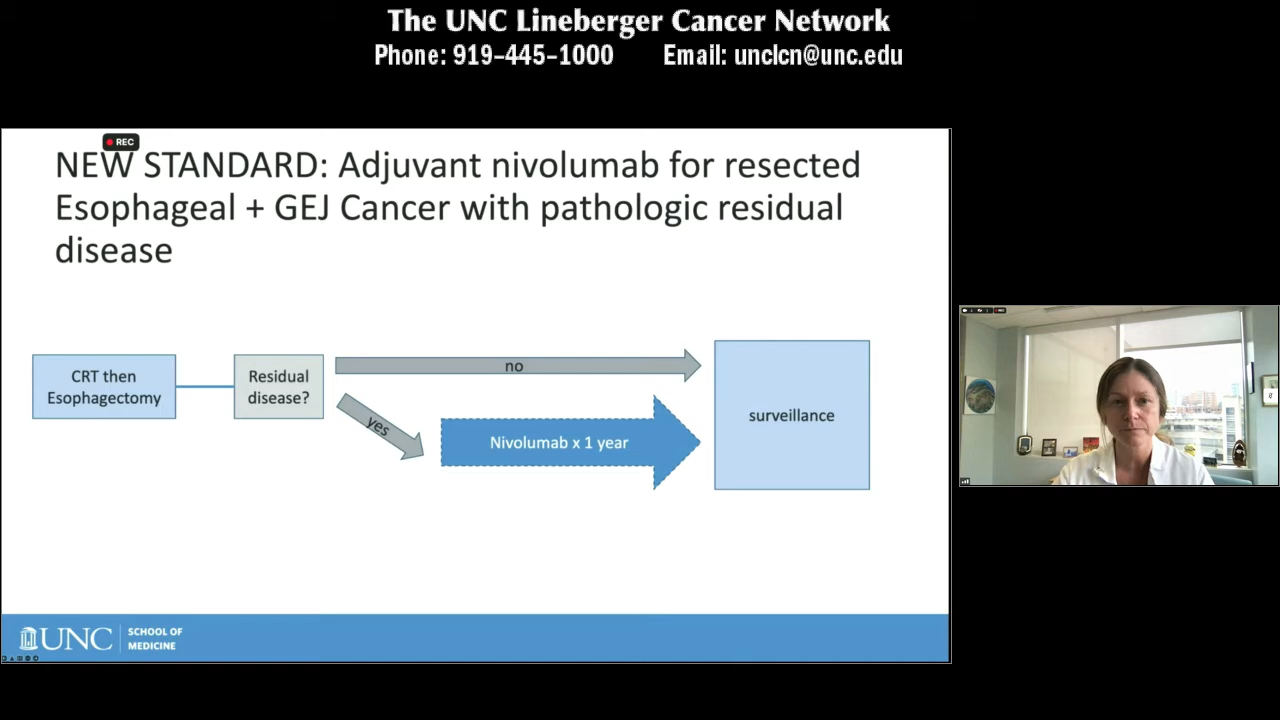 The UNC Lineberger Cancer Network
Phone: 919-445-1000 Email: unclcn@unc.edu
REC
NEW STANDARD: Adjuvant nivolumab for resected
Esophageal + GEJ Cancer with pathologic residual
disease
CRT then
Esophagectomy
Residual
disease?
no
yes
Nivolumab x 1 year
surveillance
UNC
SCHOOL OF
MEDICINE